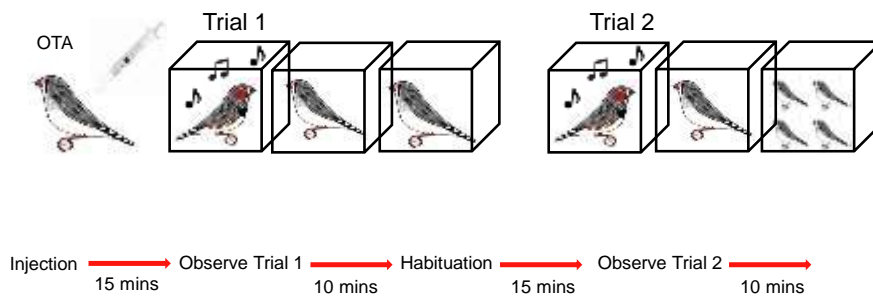 Trial 1
Trial 2
OTA
Injection
15 mins
Observe Trial 1
10 mins
Habituation
15 mins
Observe Trial 2
10 mins